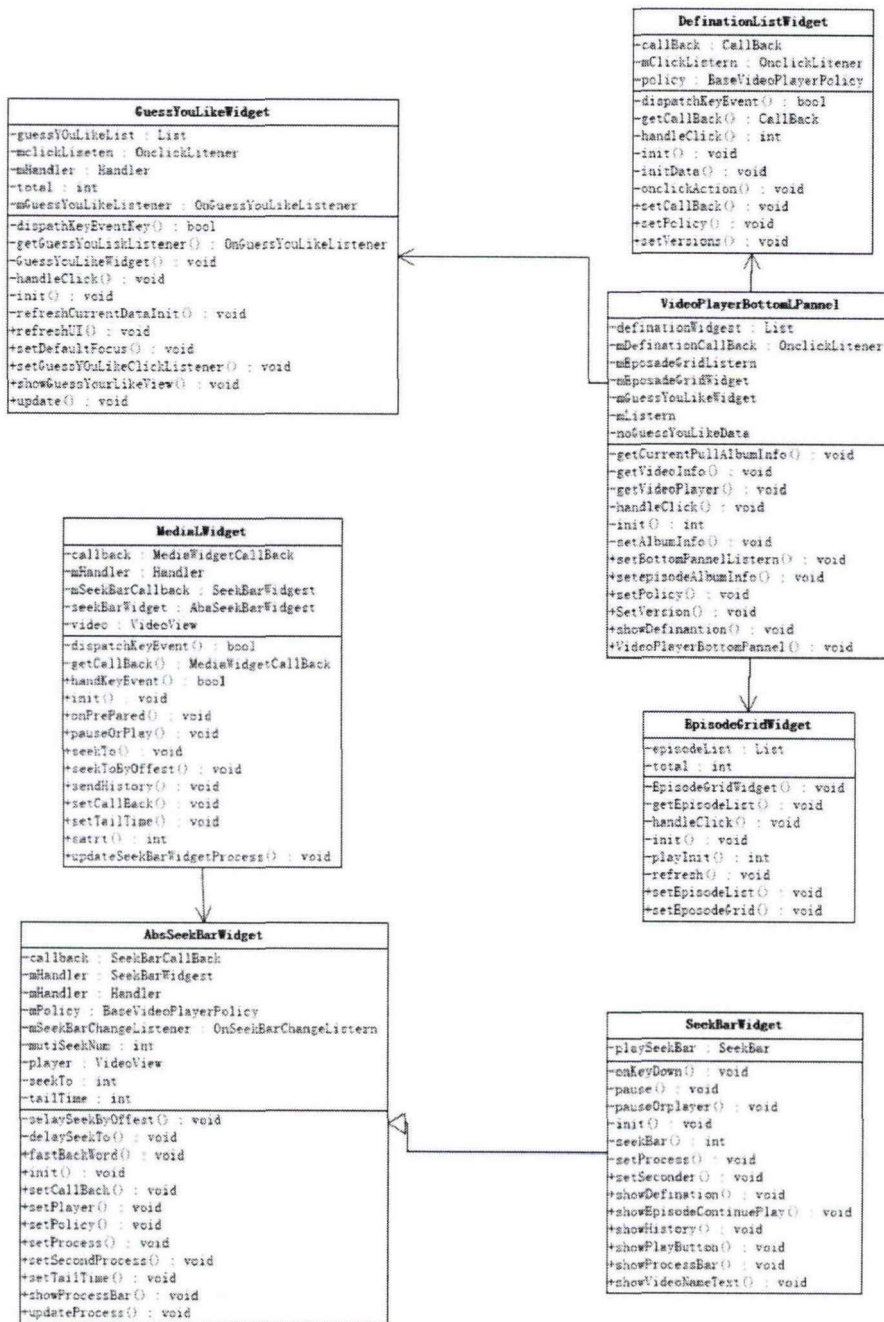 DefinationListWidget
-callBack : CallBack
-mClickListern : OnclickLitener
-policy : BaseVideoPlayerPolicy
-dispatchKeyEvent() : bool
-getCallBack() : CallBack
-handleClick() : int
-init() : void
-initData() : void
-onclickAction() : void
+setCallBack() : void
+setPolicy() : void
+setVersions() : void
GuessYouLikeWidget
-guessYOuLikeList : List
-mclickLiseten : OnclickLitener
-mHandler : Handler
-total : int
-mGuessYouLikeListener : OnGuessYouLikeListener
-dispathKeyEventKey() : bool
-getGuessYouLiskListener() : OnGuessYouLikeListener
-GuessYouLikeWidget() : void
-handleClick() : void
-init() : void
-refreshCurrentDataInit() : void
+refreshUI() : void
-setDefaultFocus() : void
+setGuessYOuLikeClickListener() : void
+showGuessYourLikeView() : void
+update() : void
VideoPlayerBottomLPannel
-definationWidgest : List
-mDefinationCallBack : OnclickLitener
-mEposadeGridListern
-mEposadeGridWidget
-mGuessYouLikeWidget
-mListern
-noGuessYouLikeData
-getCurrentPullAlbumInfo() : void
-getVideoInfo() : void
-getVideoPlayer() : void
-handleClick() : void
-init() : int
-setAlbumInfo() : void
+setBottomPannelListern() : void
+setepisodeAlbumInfo() : void
+setPolicy() : void
+SetVersion() : void
+showDefinantion() : void
+VideoPlayerBottomPannel() : void
MediaLWidget
-callback : MediaWidgetCallBack
-mHandler : Handler
-mSeekBarCallback : SeekBarWidgest
-seekBarWidget : AbsSeekBarWidgest
-video : VideoView
-dispatchKeyEvent() : bool
-getCallBack() : MediaWidgetCallBack
+handKeyEvent() : bool
+init() : void
+onPrePared() : void
+pauseOrPlay() : void
+seekTo() : void
+seekToByOffest() : void
+sendHistory() : void
+setCallBack() : void
+setTailTime() : void
+satrt() : int
+updateSeekBarWidgetProcess() : void
EpisodeGridWidget
-episodeList : List
-total : int
-EpisodeGridWidget() : void
-getEpisodeList() : void
-handleClick() : void
-init() : void
-playInit() : int
-refresh() : void
+setEpisodeList() : void
+setEposodeGrid() : void
AbsSeekBarWidget
-callback : SeekBarCallBack
-mHandler : SeekBarWidgest
-mHandler : Handler
-mPolicy : BaseVideoPlayerPolicy
-mSeekBarChangeListener : OnSeekBarChangeListern
-mutiSeekNum : int
-player : VideoView
-seekTo : int
-tailTime : int
-selaySeekByOffest() : void
-delaySeekTo() : void
+fastBackWord() : void
+init() : void
+setCallBack() : void
+setPlayer() : void
+setPolicy() : void
+setProcess() : void
+setSecondProcess() : void
+setTailTime() : void
+showProcessBar() : void
+updateProcess() : void
SeekBarWidget
-playSeekBar : SeekBar
-onKeyDown() : void
-pause() : void
-pauseOrplayer() : void
-init() : void
-seekBar() : int
-setProcess() : void
+setSeconder() : void
+showDefination() : void
+showEpisodeContinuePlay() : void
+showHistory() : void
+showPlayButton() : void
+showProcessBar() : void
+showVideoNameText() : void